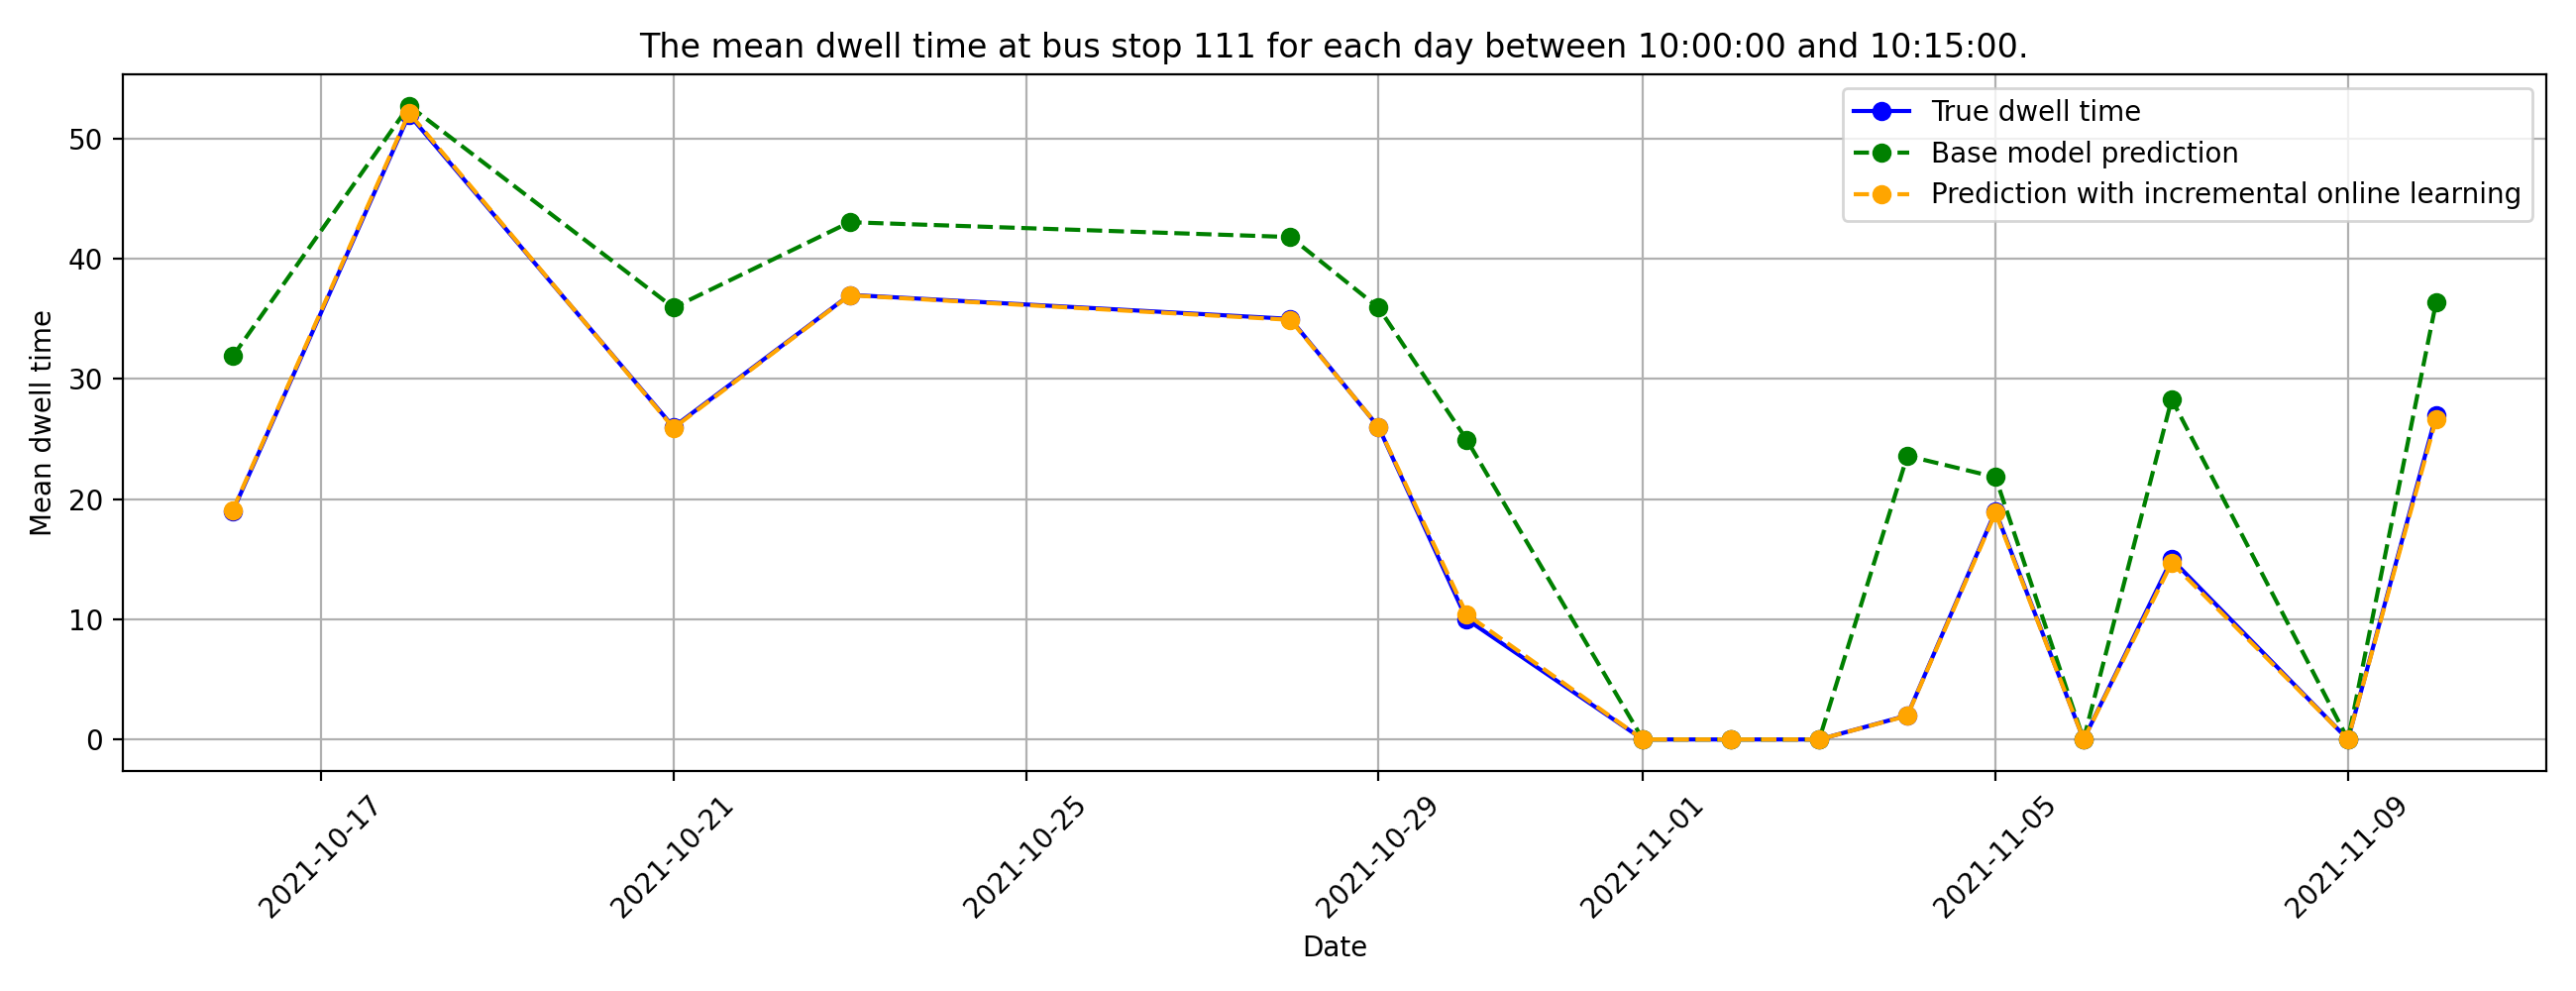 The mean dwell time at bus stop 111 for each day between 10:00:00 and 10:15:00.
True dwell time
Base model prediction
Prediction with incremental online learning
Mean dwell time
50
40
30
20
10
0
2021-10-17
2021-10-21
2021-10-25
2021-10-29
2021-11-01
2021-11-05
2021-11-09
Date